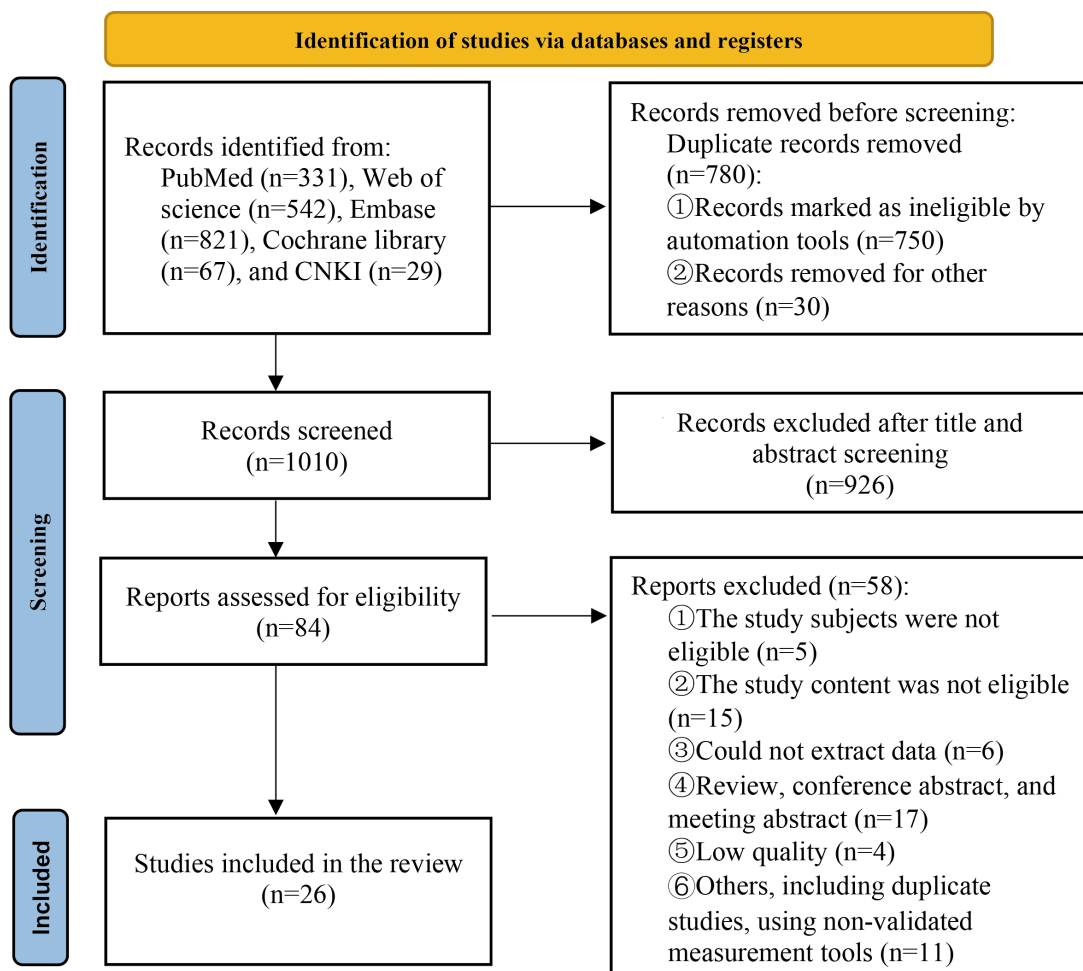 Identification of studies via databases and registers
Identification
Records identified from:
PubMed (n=331), Web of
science (n=542), Embase
(n=821), Cochrane library
(n=67), and CNKI (n=29)
Records removed before screening:
Duplicate records removed
(n=780):
①Records marked as ineligible by
automation tools (n=750)
②Records removed for other
reasons (n=30)
Screening
Records screened
(n=1010)
Records excluded after title and
abstract screening
(n=926)
Reports assessed for eligibility
(n=84)
Reports excluded (n=58):
①The study subjects were not
eligible (n=5)
②The study content was not eligible
(n=15)
③Could not extract data (n=6)
④Review, conference abstract, and
meeting abstract (n=17)
⑤Low quality (n=4)
⑥Others, including duplicate
studies, using non-validated
measurement tools (n=11)
Included
Studies included in the review
(n=26)